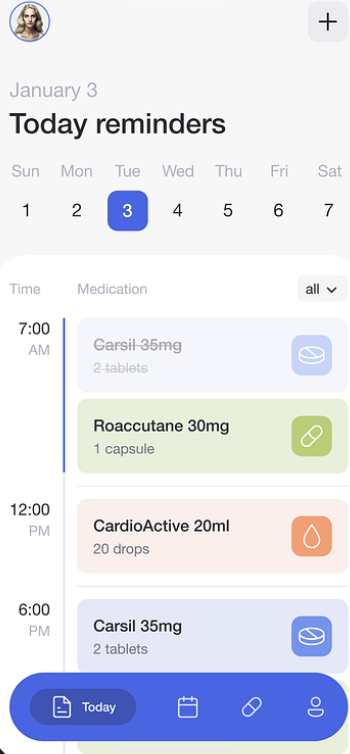 January 3
Today reminders
Sun Mon Tue Wed Thu Fri Sat
1 2 3 4 5 6 7
Time Medication all
7:00 AM
Carsil 35mg
2 tablets
Roaccutane 30mg
1 capsule
12:00 PM
CardioActive 20ml
20 drops
6:00 PM
Carsil 35mg
2 tablets
Today